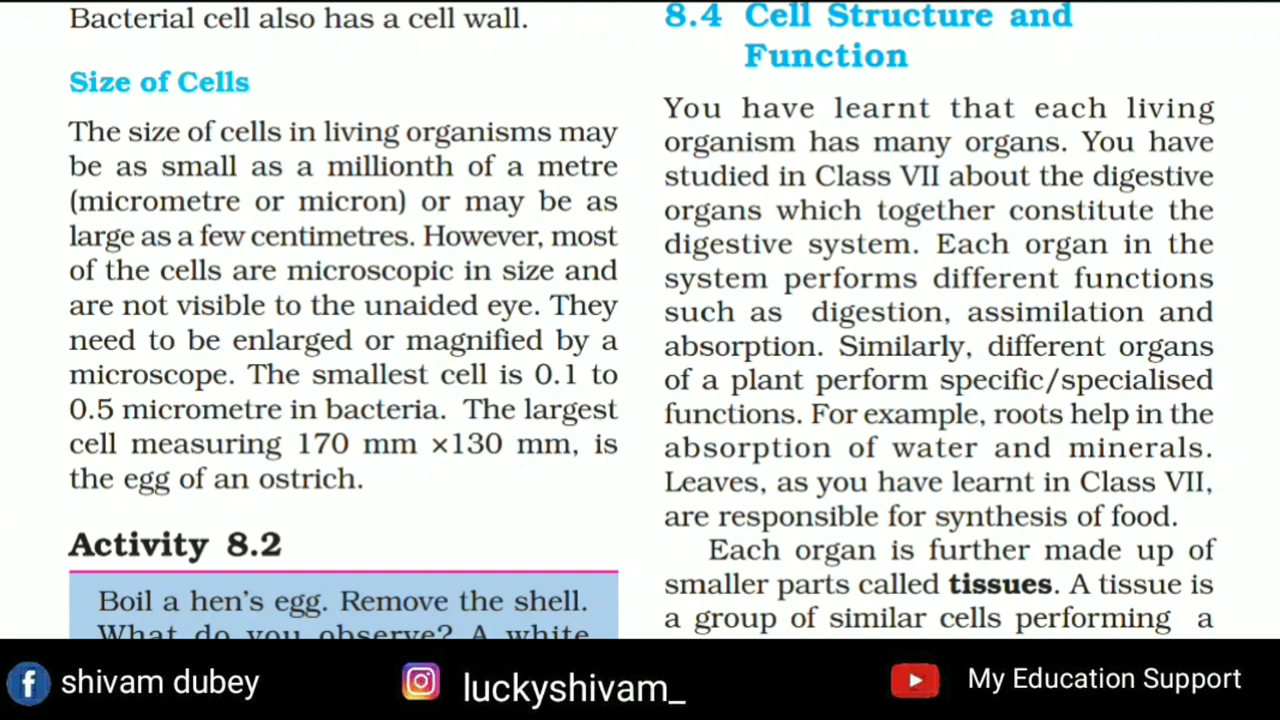 Bacterial cell also has a cell wall.
Size of Cells
The size of cells in living organisms may
be as small as a millionth of a metre
(micrometre or micron) or may be as
large as a few centimetres. However, most
of the cells are microscopic in size and
are not visible to the unaided eye. They
need to be enlarged or magnified by a
microscope. The smallest cell is 0.1 to
0.5 micrometre in bacteria. The largest
cell measuring 170 mm ×130 mm, is
the egg of an ostrich.
Activity 8.2
Boil a hen's egg. Remove the shell.
What do you observe? A white
8.4 Cell Structure and
Function
You have learnt that each living
organism has many organs. You have
studied in Class VII about the digestive
organs which together constitute the
digestive system. Each organ in the
system performs different functions
such as digestion, assimilation and
absorption. Similarly, different organs
of a plant perform specific/specialised
functions. For example, roots help in the
absorption of water and minerals.
Leaves, as you have learnt in Class VII,
are responsible for synthesis of food.
Each organ is further made up of
smaller parts called tissues. A tissue is
a group of similar cells performing a
shivam dubey
luckyshivam_
My Education Support